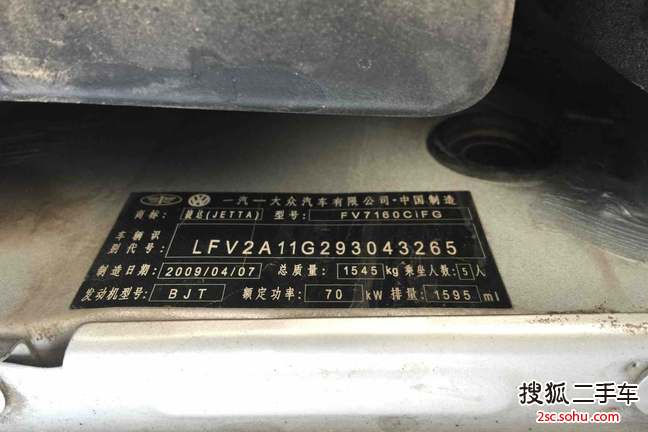 一汽-大众汽车有限公司·中国制造
商标: 捷达(JETTA) 型号: FV7160CiFG
车辆识别代号: LFV2A11G293043265
制造日期: 2009/04/07 总质量: 1545 kg 乘坐人数: 5 人
发动机型号: BJT 额定功率: 70 kW 排量: 1595 ml
搜狐二手车
2sc.sohu.com